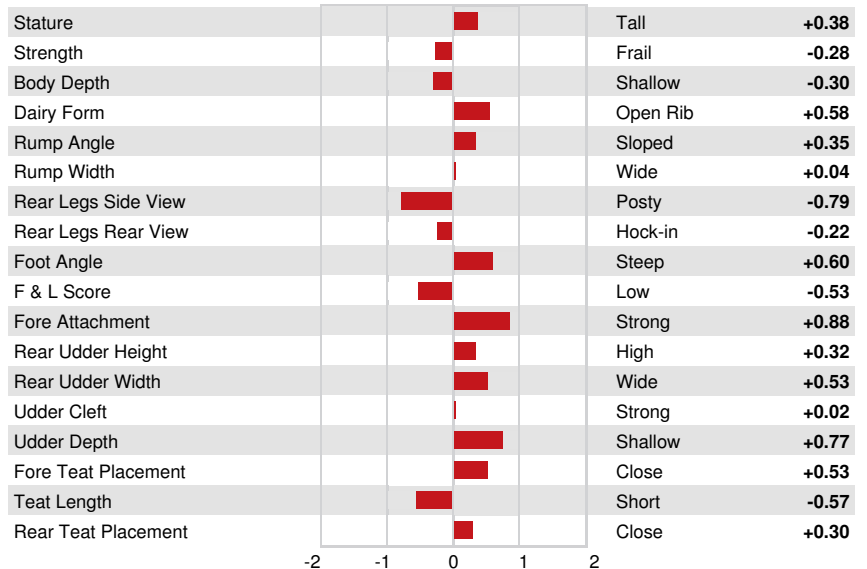 Stature Tall +0.38
Strength Frail -0.28
Body Depth Shallow -0.30
Dairy Form Open Rib +0.58
Rump Angle Sloped +0.35
Rump Width Wide +0.04
Rear Legs Side View Posty -0.79
Rear Legs Rear View Hock-in -0.22
Foot Angle Steep +0.60
F & L Score Low -0.53
Fore Attachment Strong +0.88
Rear Udder Height High +0.32
Rear Udder Width Wide +0.53
Udder Cleft Strong +0.02
Udder Depth Shallow +0.77
Fore Teat Placement Close +0.53
Teat Length Short -0.57
Rear Teat Placement Close +0.30
-2 -1 0 1 2